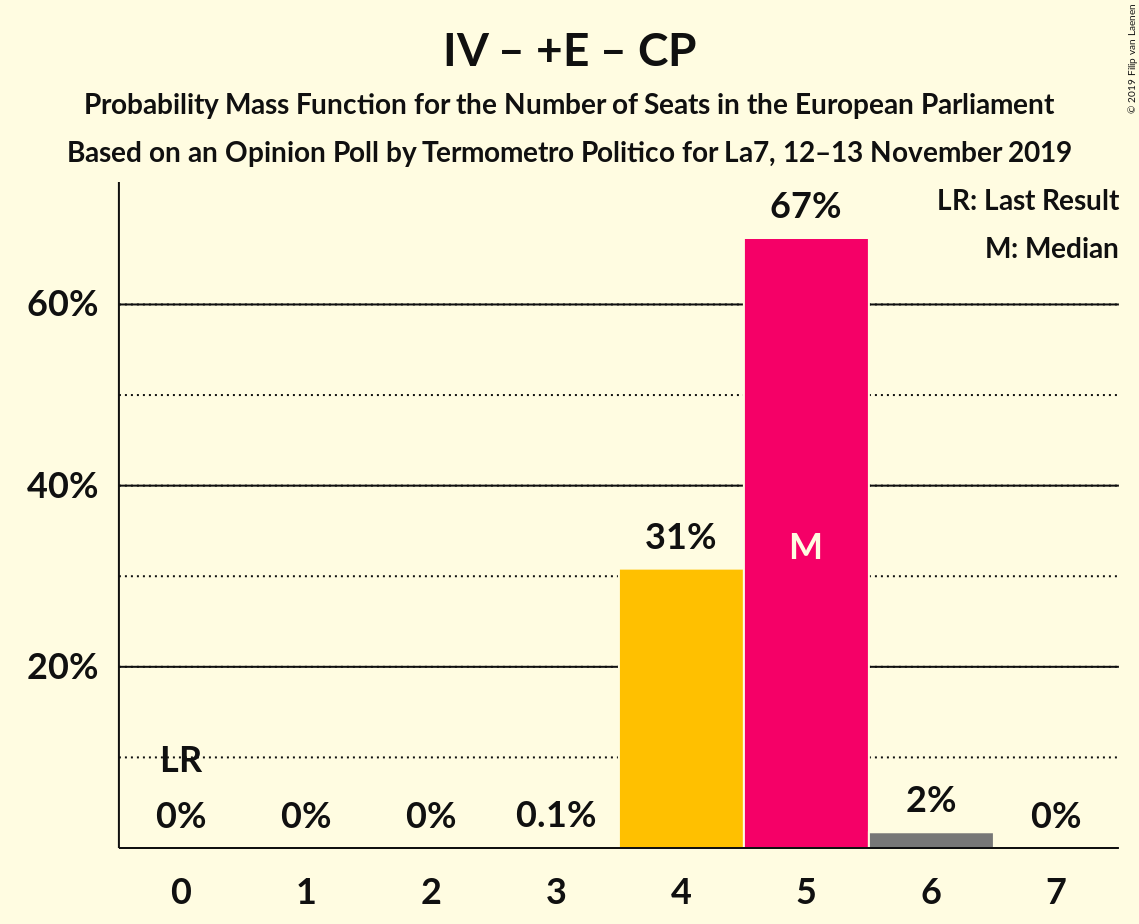 IV – +E – CP
Probability Mass Function for the Number of Seats in the European Parliament
Based on an Opinion Poll by Termometro Politico for La7, 12–13 November 2019
© 2019 Filip van Laenen
LR: Last Result
M: Median
67%
60%
40%
31%
M
20%
LR
0% 0% 0% 0.1% 2% 0%
0 1 2 3 4 5 6 7